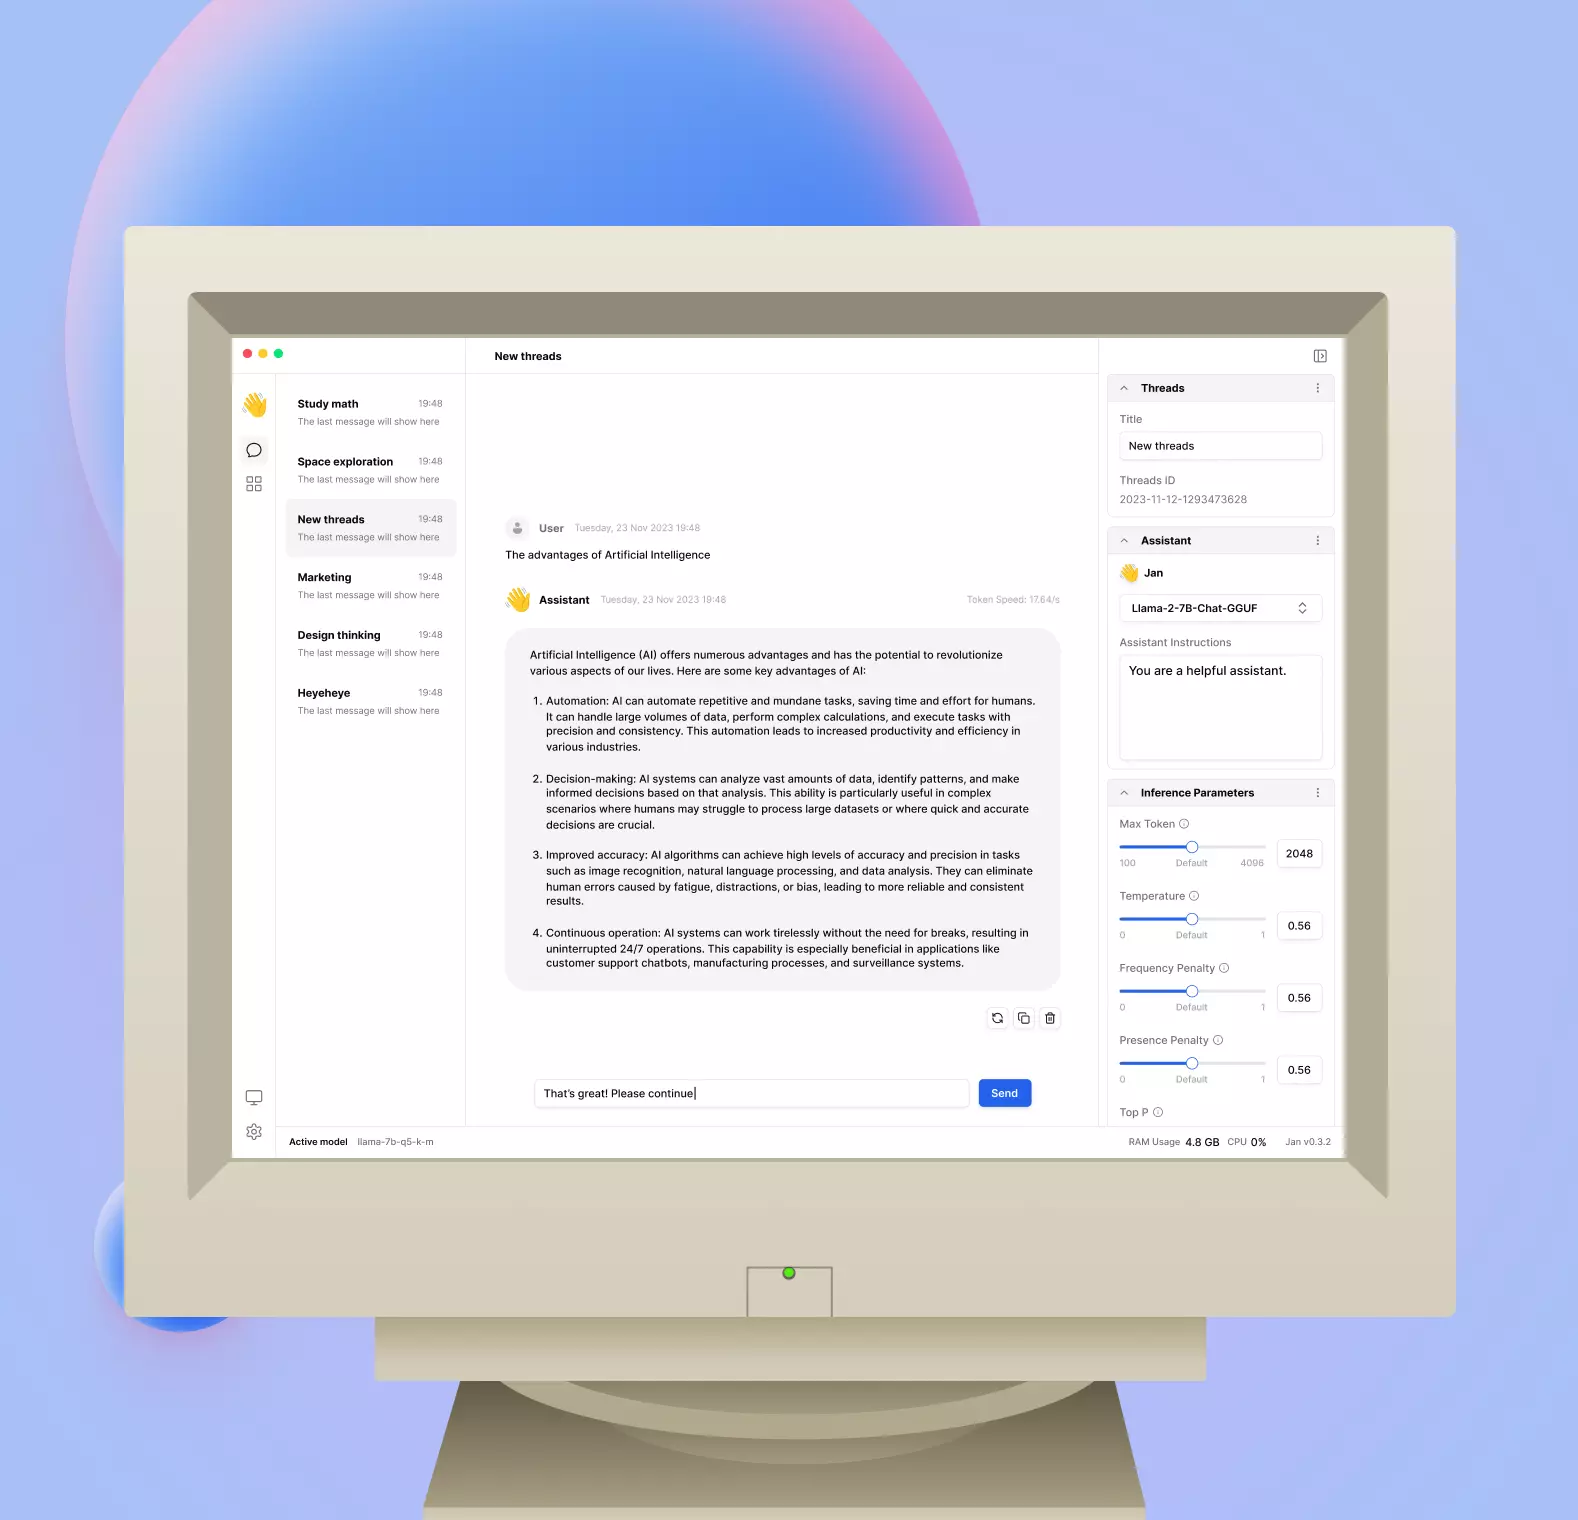 New threads
Study math 19:48
The last message will show here
Space exploration 19:48
The last message will show here
New threads 19:48
The last message will show here
Marketing 19:48
The last message will show here
Design thinking 19:48
The last message will show here
Heyeheye 19:48
The last message will show here
User Tuesday, 23 Nov 2023 19:48
The advantages of Artificial Intelligence
Assistant Tuesday, 23 Nov 2023 19:48 Token Speed: 17.64/s
Artificial Intelligence (AI) offers numerous advantages and has the potential to revolutionize
various aspects of our lives. Here are some key advantages of AI:
1. Automation: AI can automate repetitive and mundane tasks, saving time and effort for humans.
It can handle large volumes of data, perform complex calculations, and execute tasks with
precision and consistency. This automation leads to increased productivity and efficiency in
various industries.
2. Decision-making: AI systems can analyze vast amounts of data, identify patterns, and make
informed decisions based on that analysis. This ability is particularly useful in complex
scenarios where humans may struggle to process large datasets or where quick and accurate
decisions are crucial.
3. Improved accuracy: AI algorithms can achieve high levels of accuracy and precision in tasks
such as image recognition, natural language processing, and data analysis. They can eliminate
human errors caused by fatigue, distractions, or bias, leading to more reliable and consistent
results.
4. Continuous operation: AI systems can work tirelessly without the need for breaks, resulting in
uninterrupted 24/7 operations. This capability is especially beneficial in applications like
customer support chatbots, manufacturing processes, and surveillance systems.
That's great! Please continue
Send
Threads
Title
New threads
Threads ID
2023-11-12-1293473628
Assistant
Jan
Llama-2-7B-Chat-GGUF
Assistant Instructions
You are a helpful assistant.
Inference Parameters
Max Token
2048
100 Default 4096
Temperature
0.56
0 Default 1
Frequency Penalty
0.56
0 Default 1
Presence Penalty
0.56
0 Default 1
Top P
Active model llama-7b-q5-k-m
RAM Usage 4.8 GB CPU 0% Jan v0.3.2